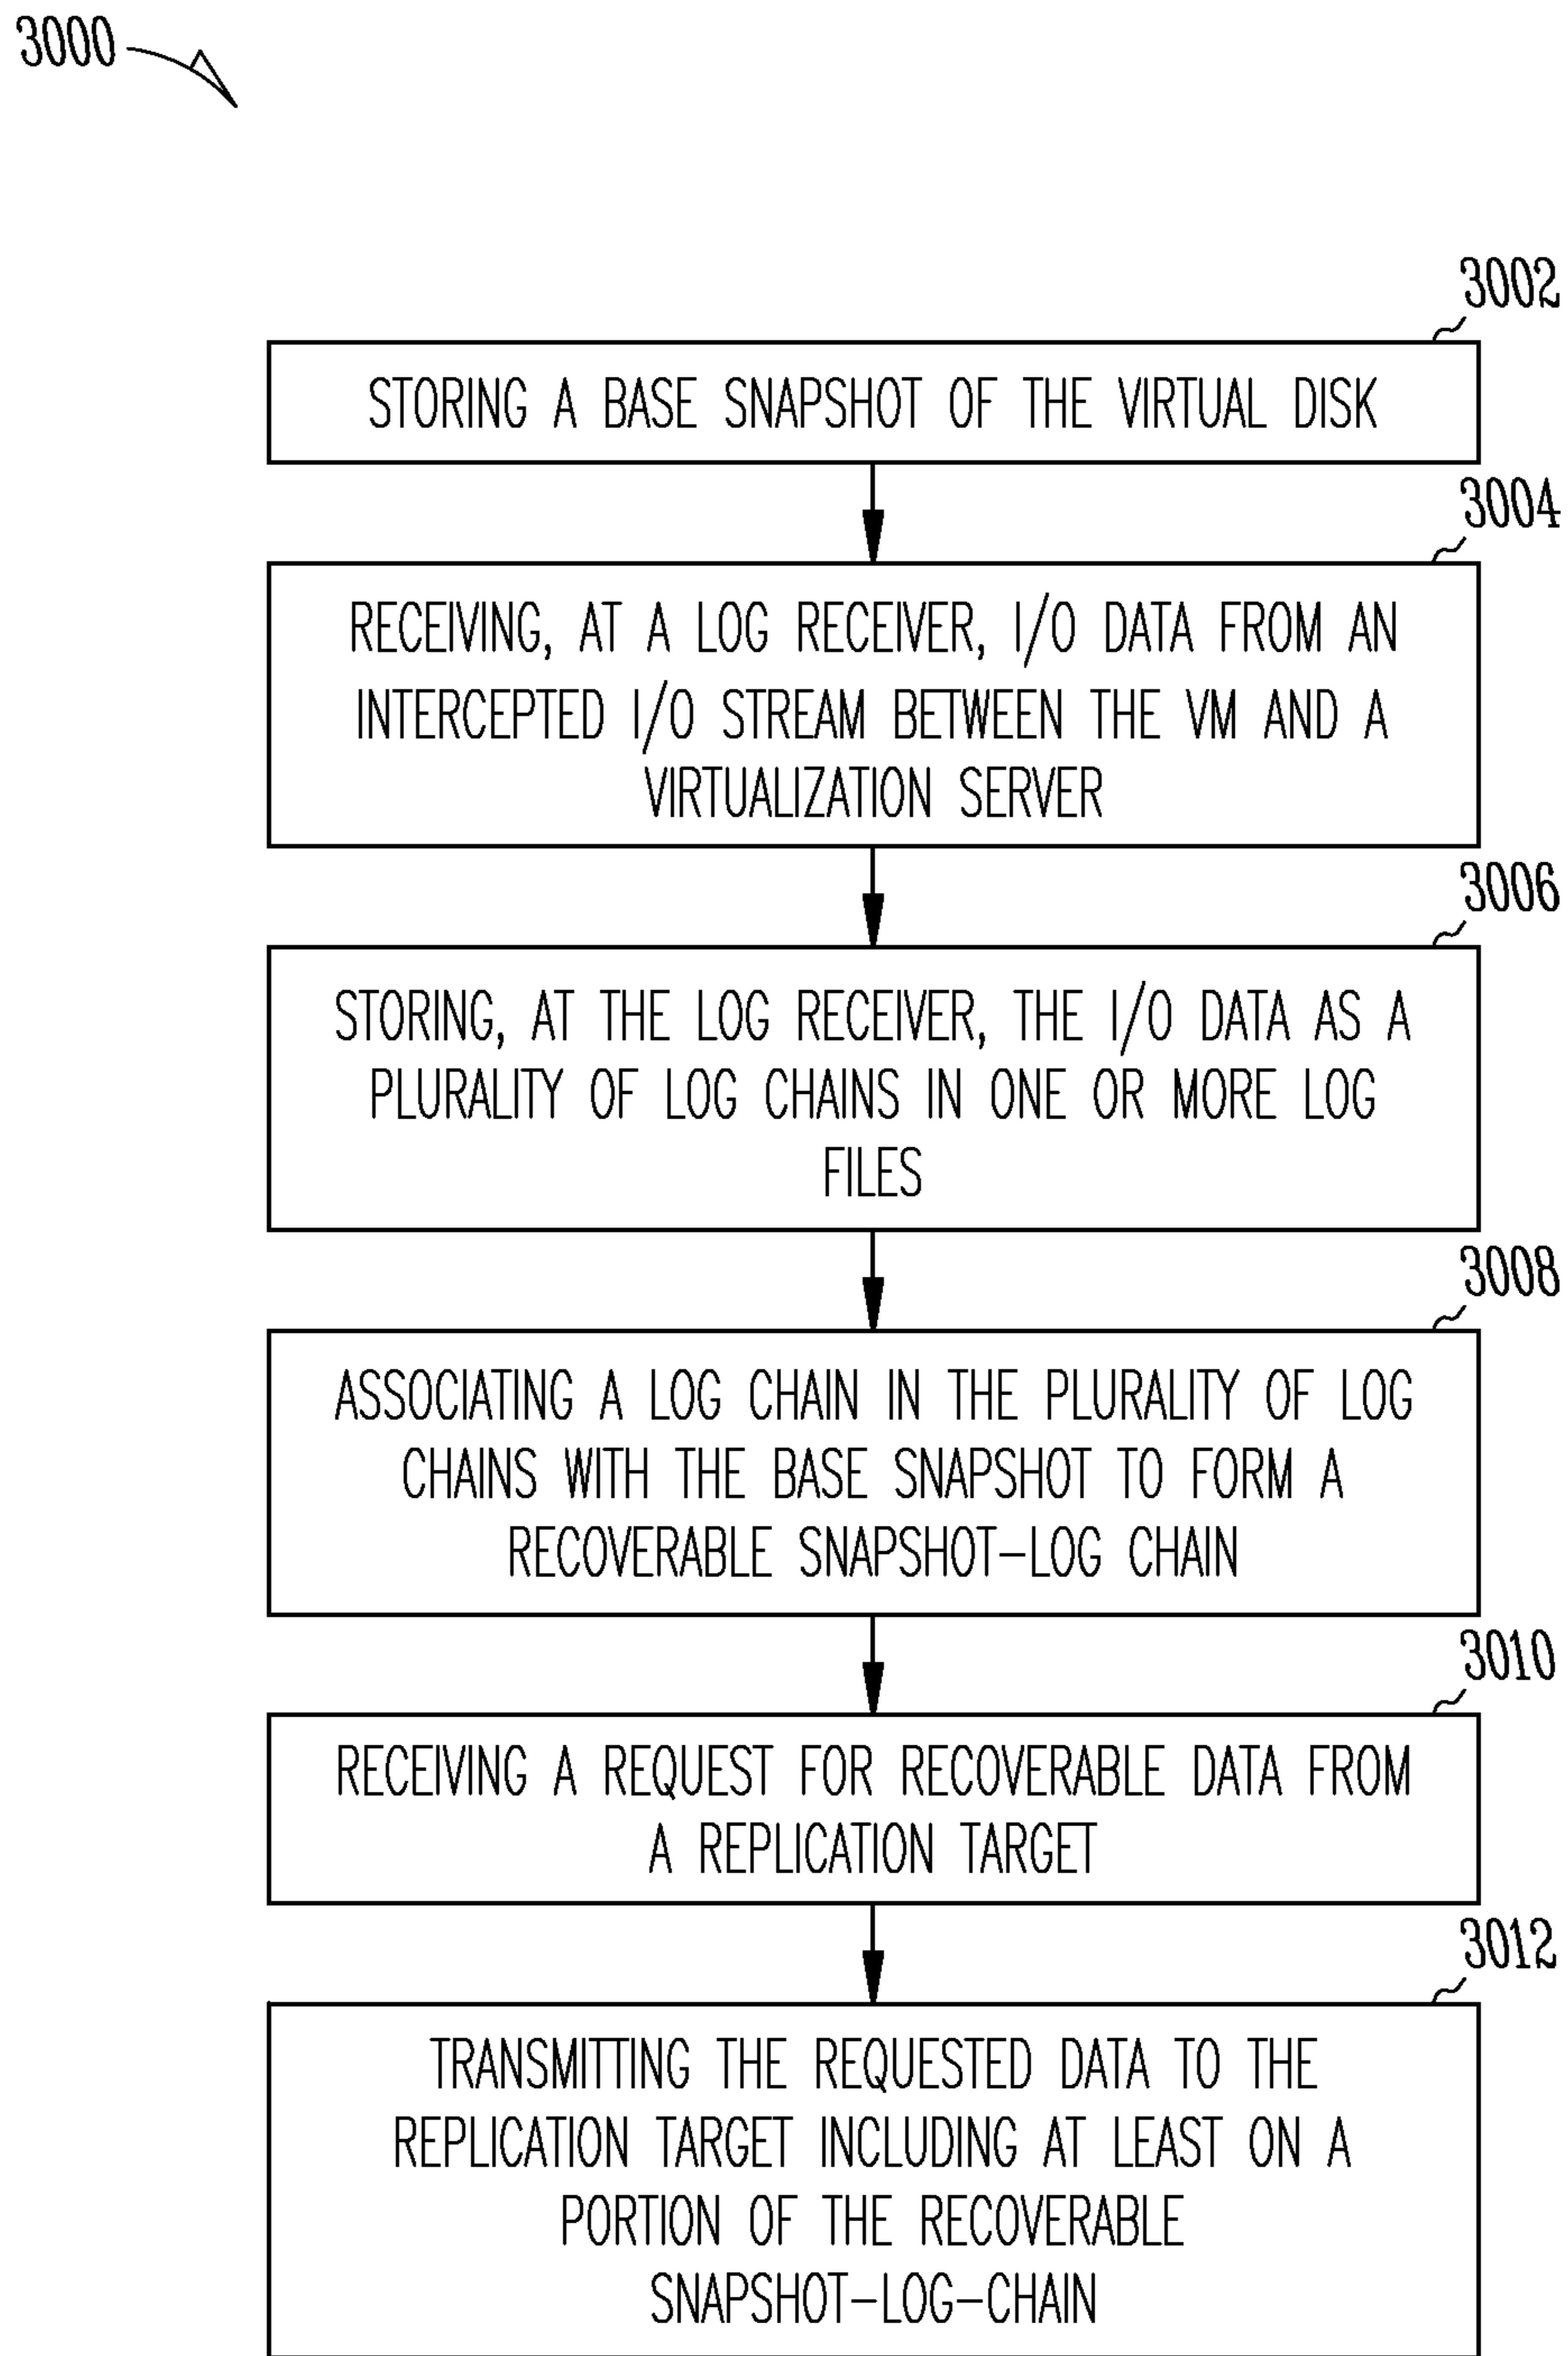 3000
3002
STORING A BASE SNAPSHOT OF THE VIRTUAL DISK
3004
RECEIVING, AT A LOG RECEIVER, I/O DATA FROM AN
INTERCEPTED I/O STREAM BETWEEN THE VM AND A
VIRTUALIZATION SERVER
3006
STORING, AT THE LOG RECEIVER, THE I/O DATA AS A
PLURALITY OF LOG CHAINS IN ONE OR MORE LOG
FILES
3008
ASSOCIATING A LOG CHAIN IN THE PLURALITY OF LOG
CHAINS WITH THE BASE SNAPSHOT TO FORM A
RECOVERABLE SNAPSHOT-LOG CHAIN
3010
RECEIVING A REQUEST FOR RECOVERABLE DATA FROM
A REPLICATION TARGET
3012
TRANSMITTING THE REQUESTED DATA TO THE
REPLICATION TARGET INCLUDING AT LEAST ON A
PORTION OF THE RECOVERABLE
SNAPSHOT-LOG-CHAIN